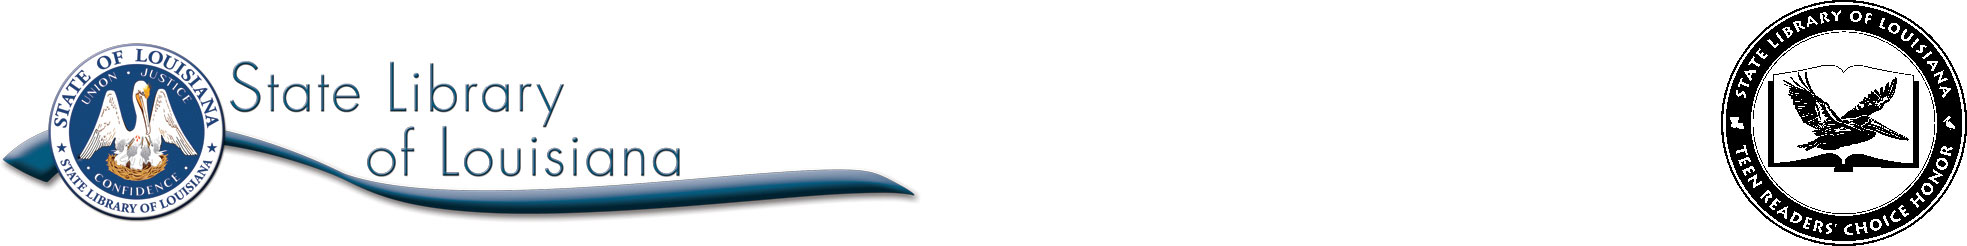 STATE OF LOUISIANA
UNION · JUSTICE
CONFIDENCE
STATE LIBRARY OF LOUISIANA
State Library
of Louisiana
STATE LIBRARY OF LOUISIANA
TEEN READERS' CHOICE HONOR